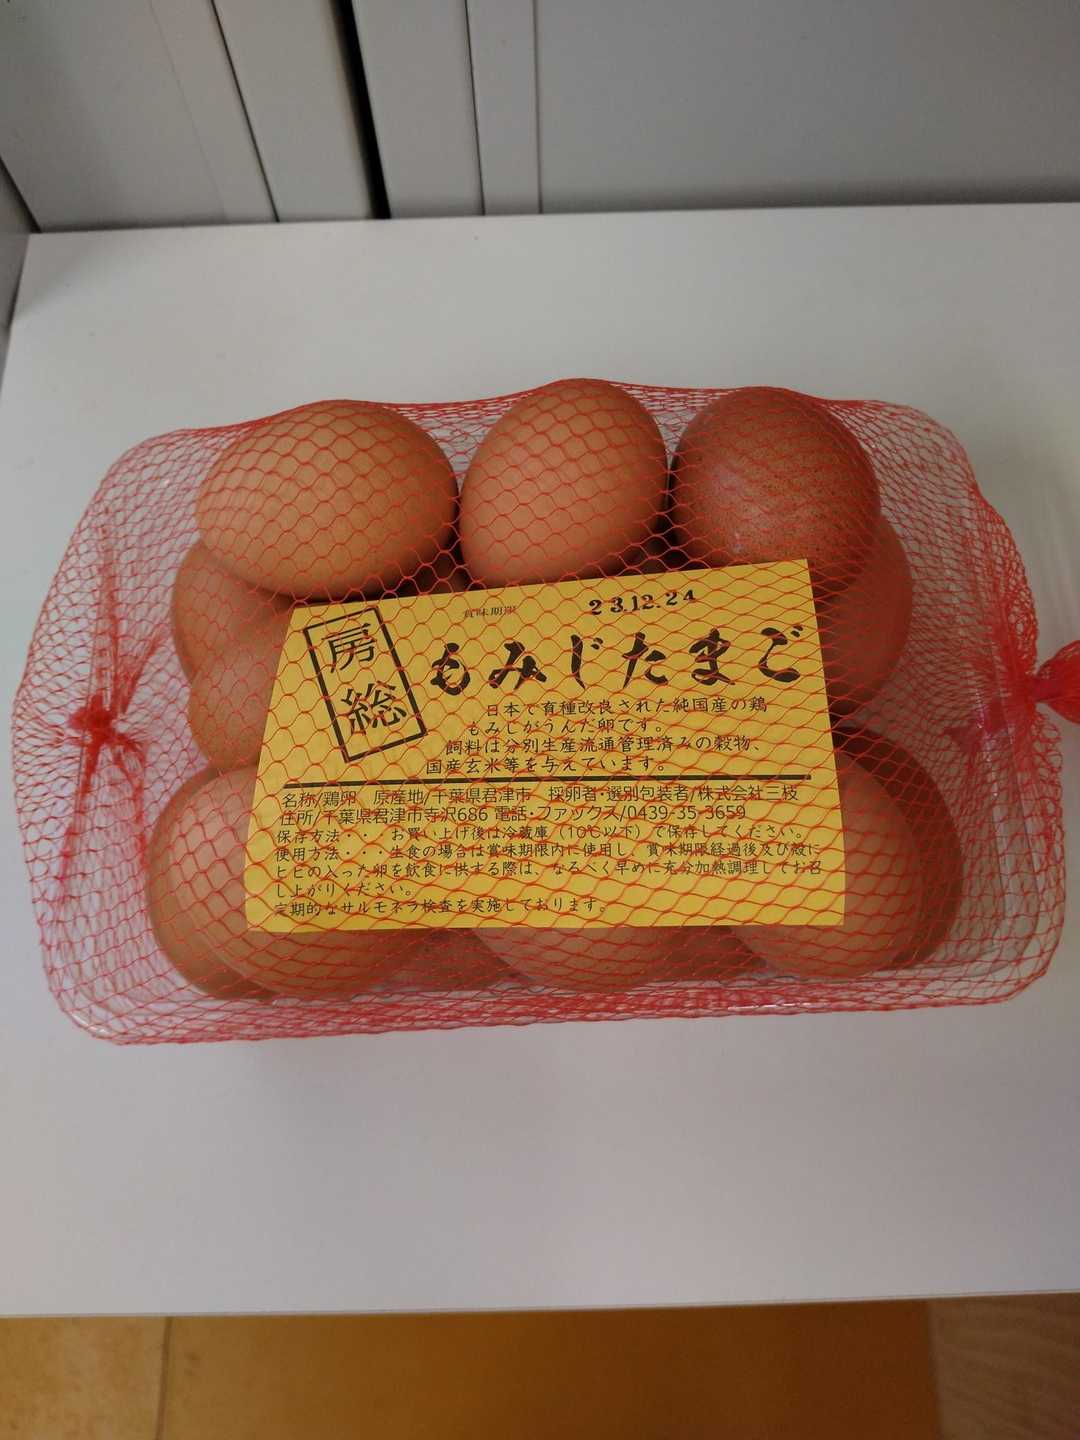 賞味期限 23.12.24
房総
もみじたまご
日本で育種改良された純国産の鶏
もみじがうんだ卵です。
飼料は分別生産流通管理済みの穀物、
国産玄米等を与えています。
名称/鶏卵 原産地/千葉県君津市 採卵者・選別包装者/株式会社三枝
住所/千葉県君津市寺沢686 電話・ファックス/0439-35-3659
保存方法・・・お買い上げ後は冷蔵庫（10℃以下）で保存してください。
使用方法・・・生食の場合は賞味期限内に使用し、賞味期限経過後及び殻に
ヒビの入った卵を飲食に供する際は、なるべく早めに充分加熱調理してお召
し上がりください。
定期的なサルモネラ検査を実施しております。